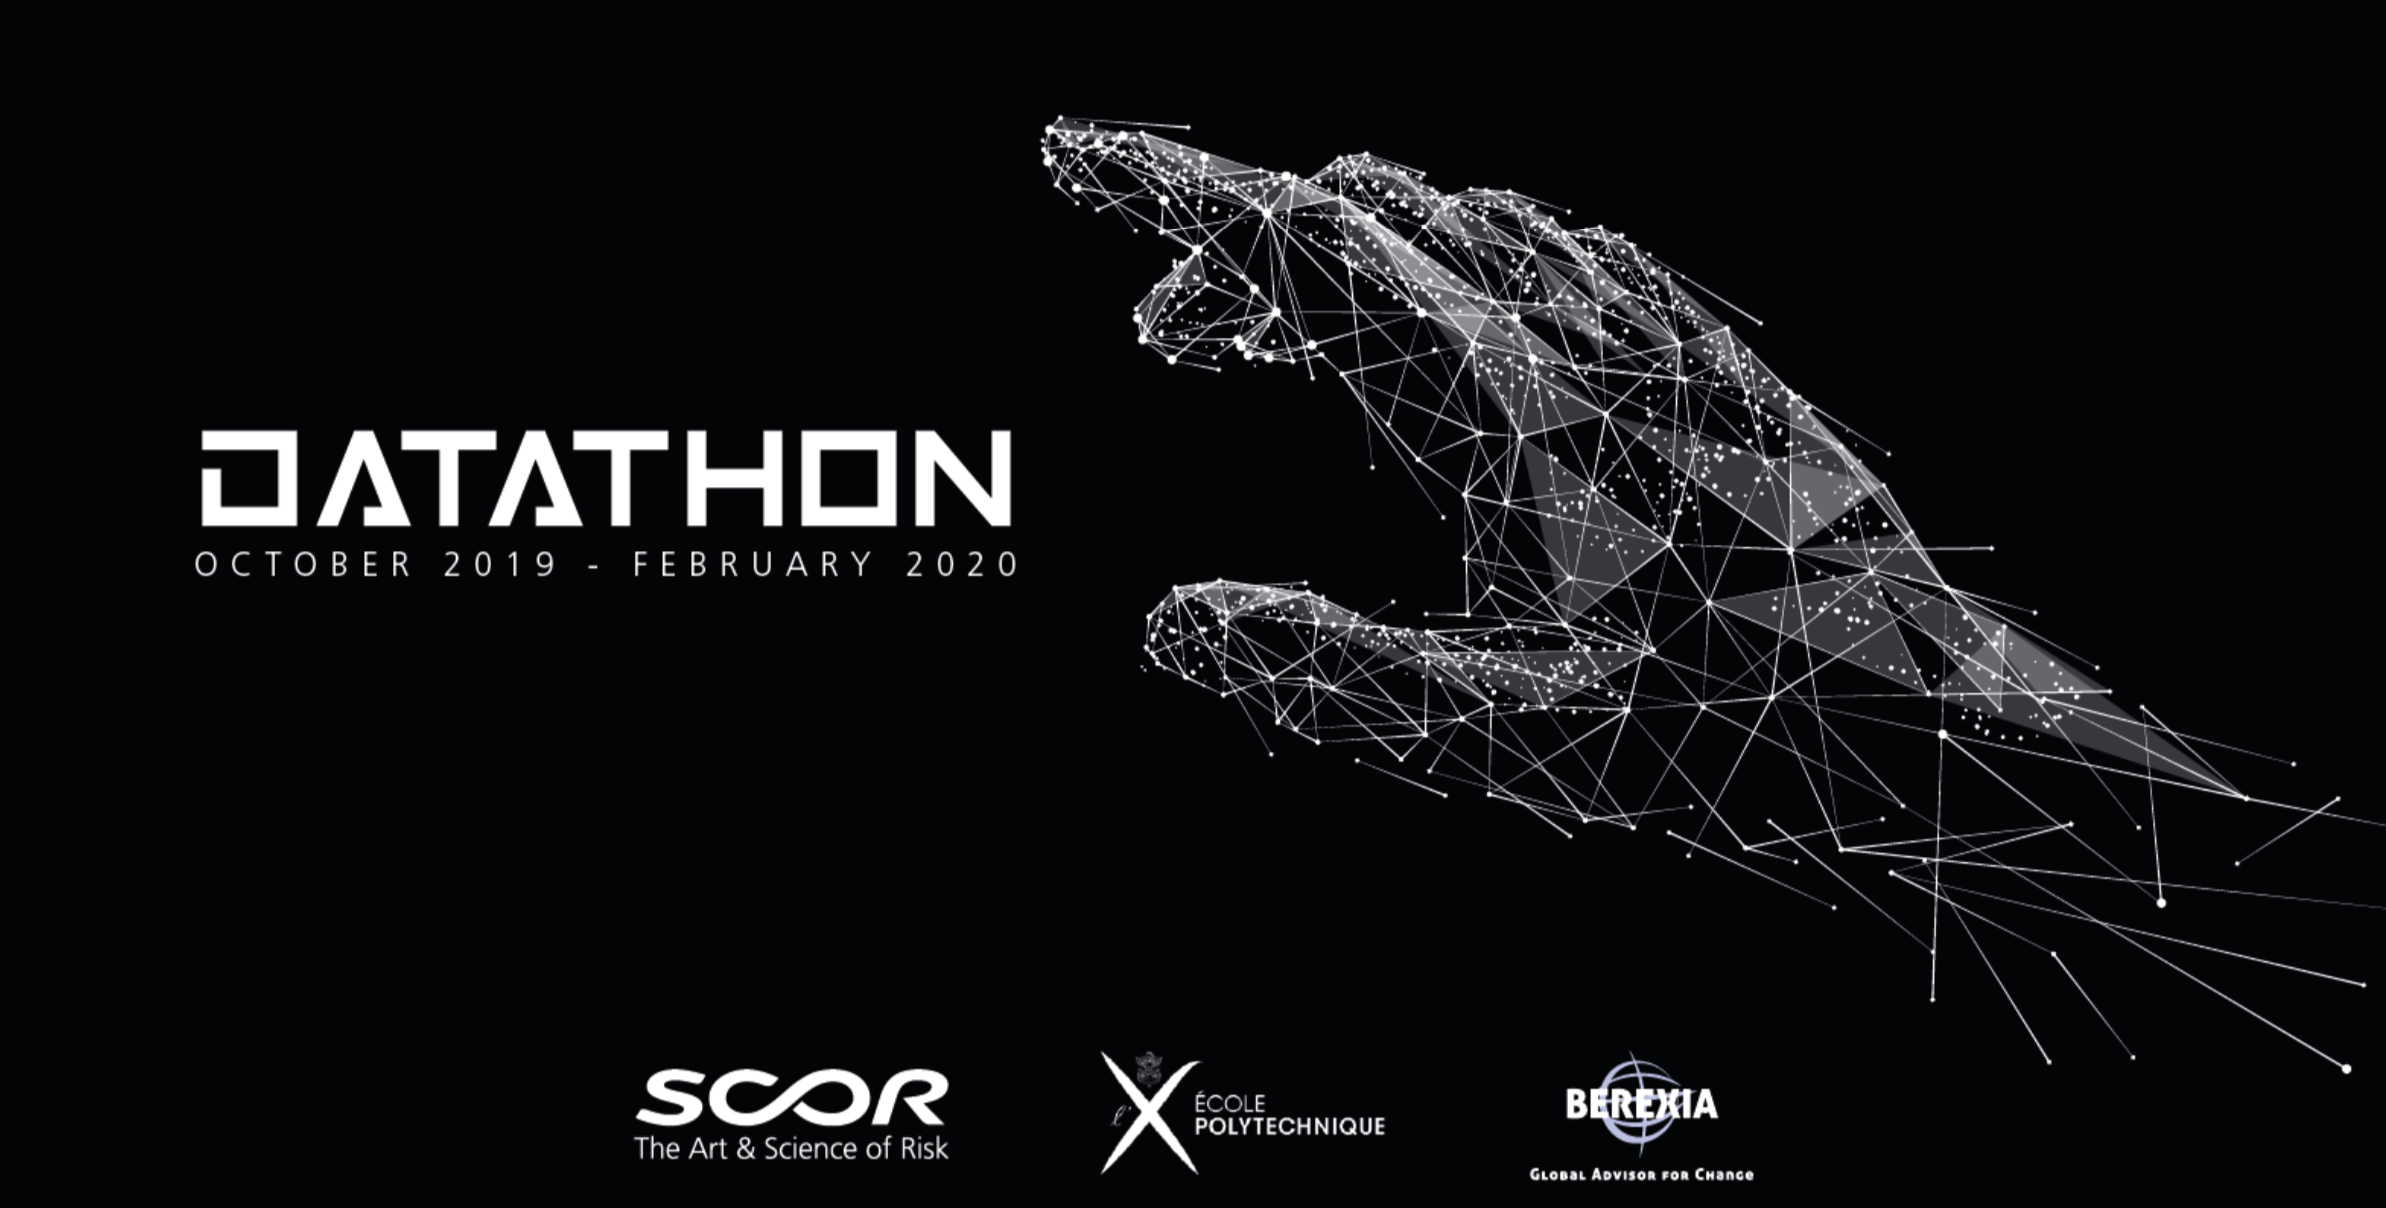 DATATHON
OCTOBER 2019 - FEBRUARY 2020
SCOR
The Art & Science of Risk
l'X
ÉCOLE
POLYTECHNIQUE
BEREXIA
GLOBAL ADVISOR FOR CHANGE